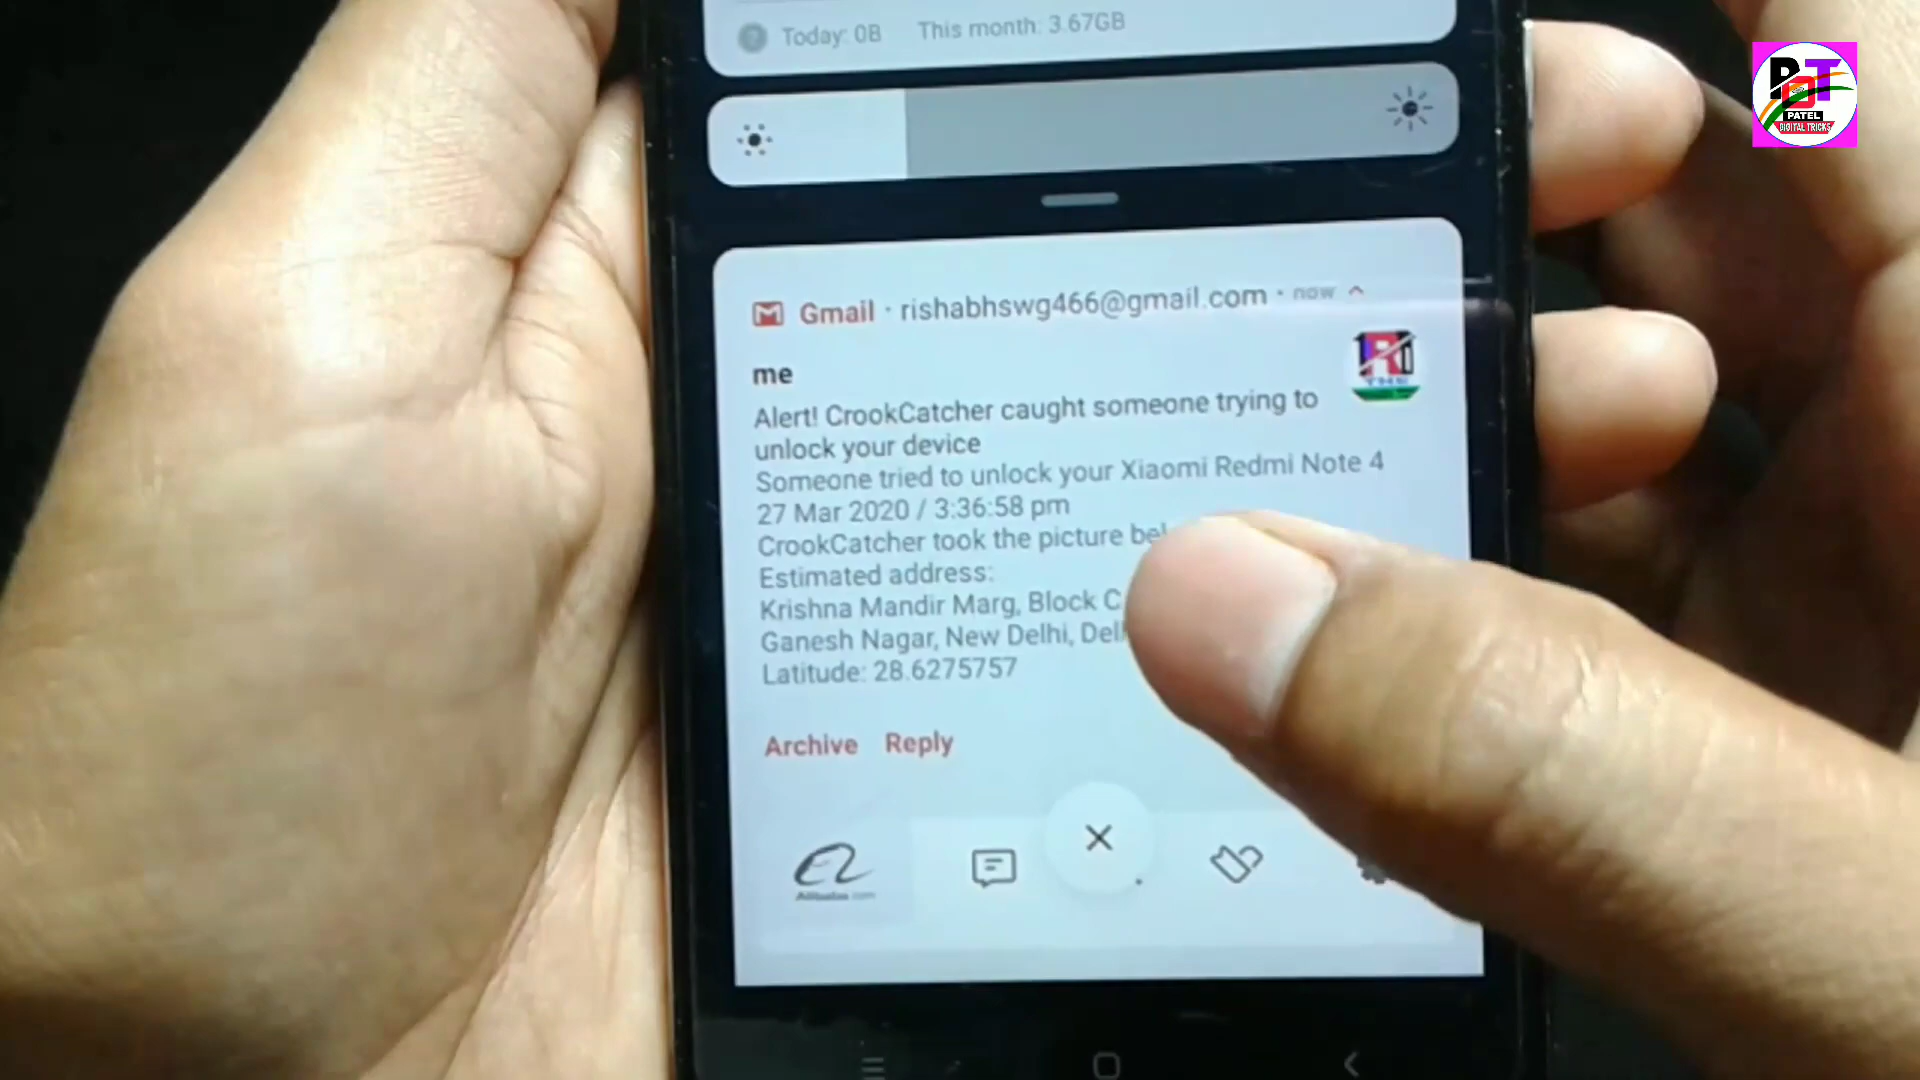 Today: 0B This month: 3.67GB
PDT
PATEL
DIGITAL TRICKS
Gmail · rishabhswg466@gmail.com · now
me
Alert! CrookCatcher caught someone trying to
unlock your device
Someone tried to unlock your Xiaomi Redmi Note 4
27 Mar 2020 / 3:36:58 pm
CrookCatcher took the picture bel
Estimated address:
Krishna Mandir Marg, Block C
Ganesh Nagar, New Delhi, Del
Latitude: 28.6275757
Archive Reply